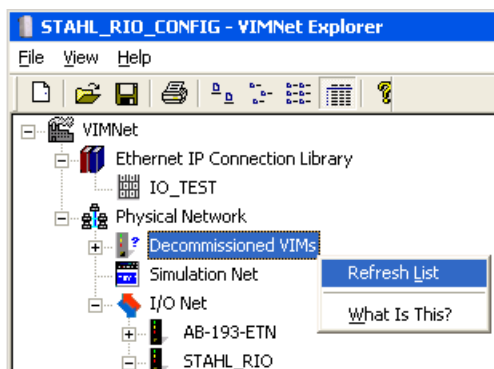 STAHL_RIO_CONFIG - VIMNet Explorer
File View Help
VIMNet
Ethernet IP Connection Library
IO_TEST
Physical Network
Decommissioned VIMs
Refresh List
Simulation Net
What Is This?
I/O Net
AB-193-ETN
STAHL_RIO